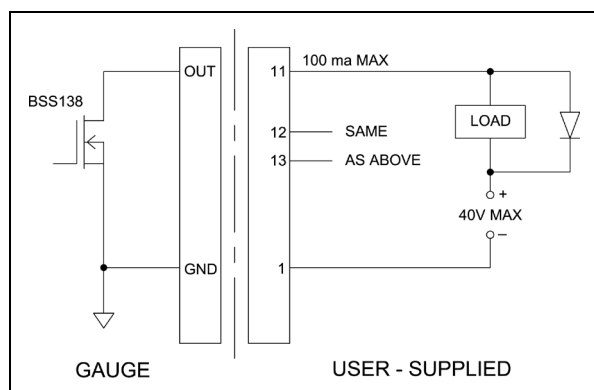 BSS138
OUT
GND
GAUGE
11
100 ma MAX
12
SAME
13
AS ABOVE
1
LOAD
+
40V MAX
–
USER - SUPPLIED